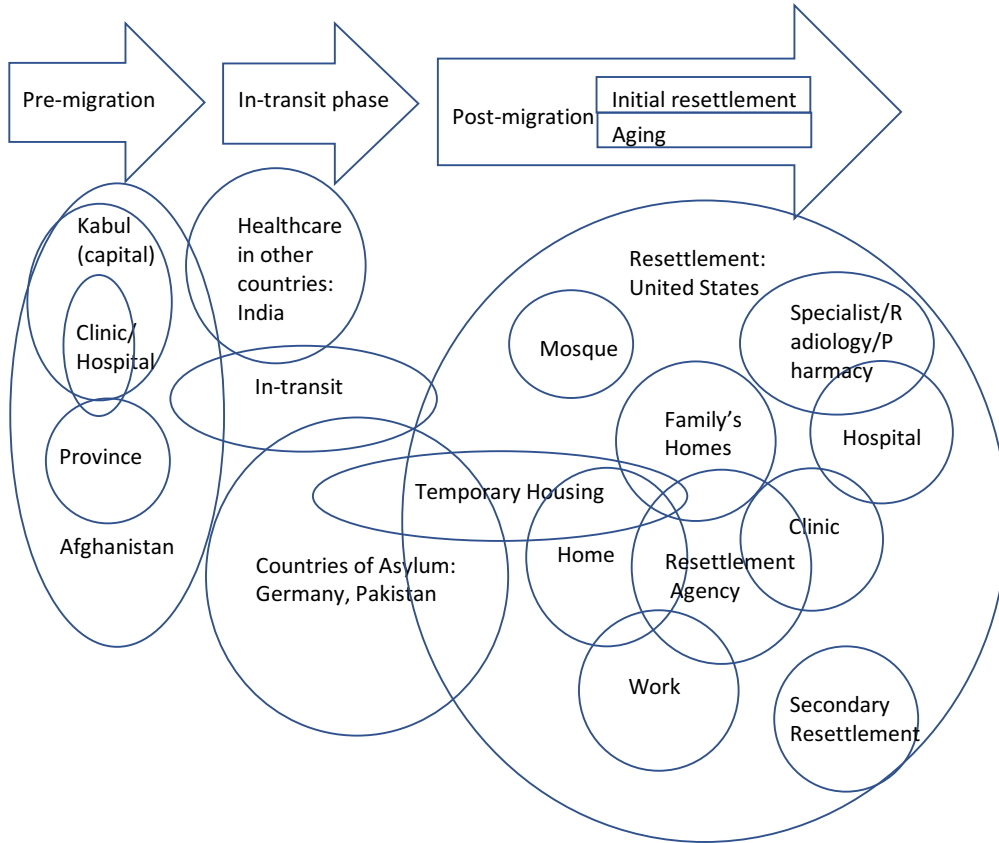 Pre-migration
In-transit phase
Post-migration
Initial resettlement
Aging
Kabul
(capital)
Clinic/
Hospital
Province
Afghanistan
Healthcare
in other
countries:
India
In-transit
Countries of Asylum:
Germany, Pakistan
Temporary Housing
Resettlement:
United States
Mosque
Specialist/R
adiology/P
harmacy
Family’s
Homes
Hospital
Clinic
Home
Resettlement
Agency
Work
Secondary
Resettlement